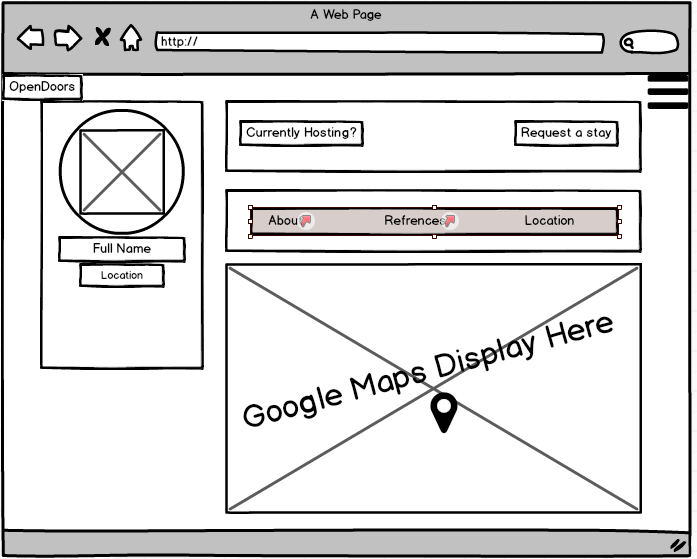 A Web Page
http://
OpenDoors
Currently Hosting?
Request a stay
About
Refrences
Location
Full Name
Location
Google Maps Display Here